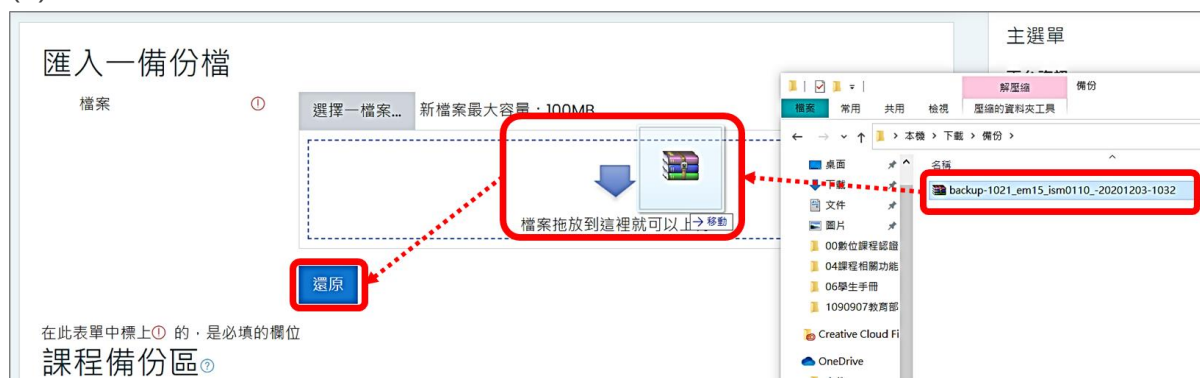 匯入一備份檔
檔案
選擇一檔案...
新檔案最大容量：100MB
檔案拖放到這裡就可以上
→移動
還原
在此表單中標上 的，是必填的欄位
課程備份區
主選單
解壓縮
備份
檔案
常用
共用
檢視
壓縮的資料夾工具
本機 › 下載 › 備份 ›
名稱
桌面
下載
文件
圖片
00數位課程認證
04課程相關功能
06學生手冊
1090907教育部
Creative Cloud Fi
OneDrive
backup-1021_em15_ism0110_-20201203-1032